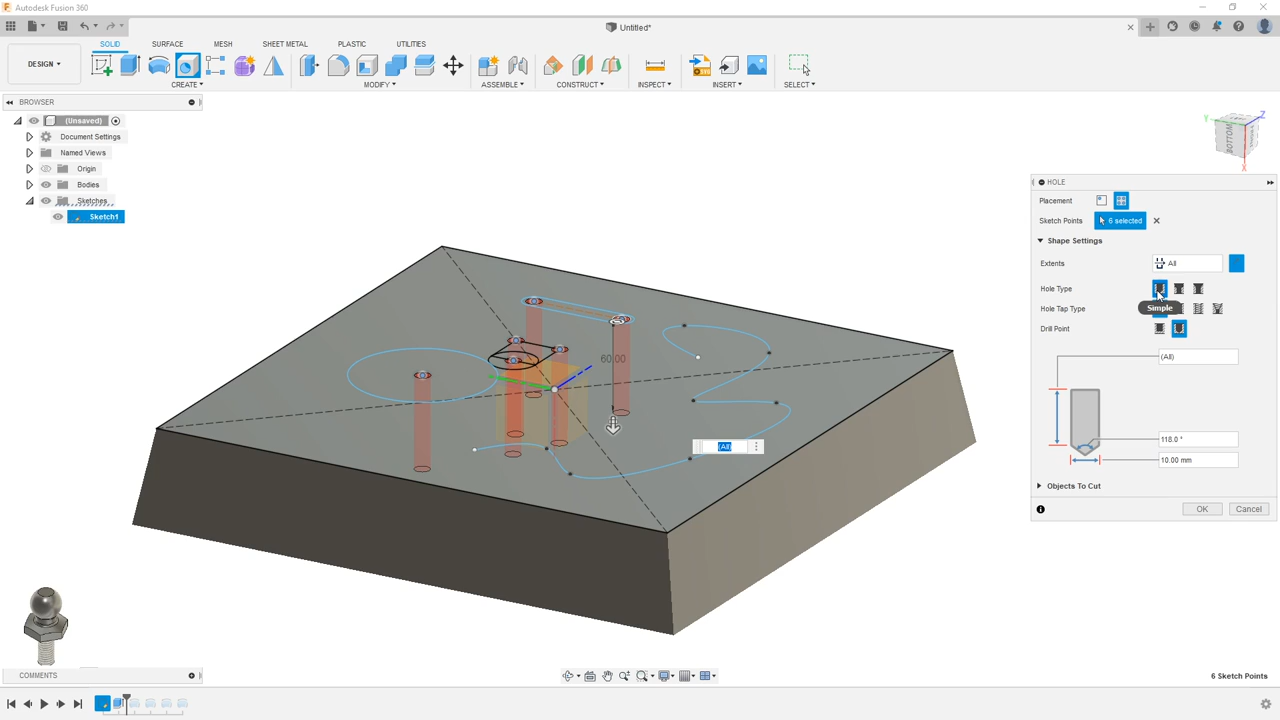 Autodesk Fusion 360
Untitled*
DESIGN
SOLID SURFACE MESH SHEET METAL PLASTIC UTILITIES
CREATE MODIFY ASSEMBLE CONSTRUCT INSPECT INSERT SELECT
BROWSER
(Unsaved)
Document Settings
Named Views
Origin
Bodies
Sketches
Sketch1
BOTTOM
Y
Z
X
60.00
(All)
HOLE
Placement
Sketch Points 6 selected
Shape Settings
Extents All
Hole Type
Simple
Hole Tap Type
Drill Point
(All)
118.0 °
10.00 mm
Objects To Cut
OK Cancel
COMMENTS
6 Sketch Points